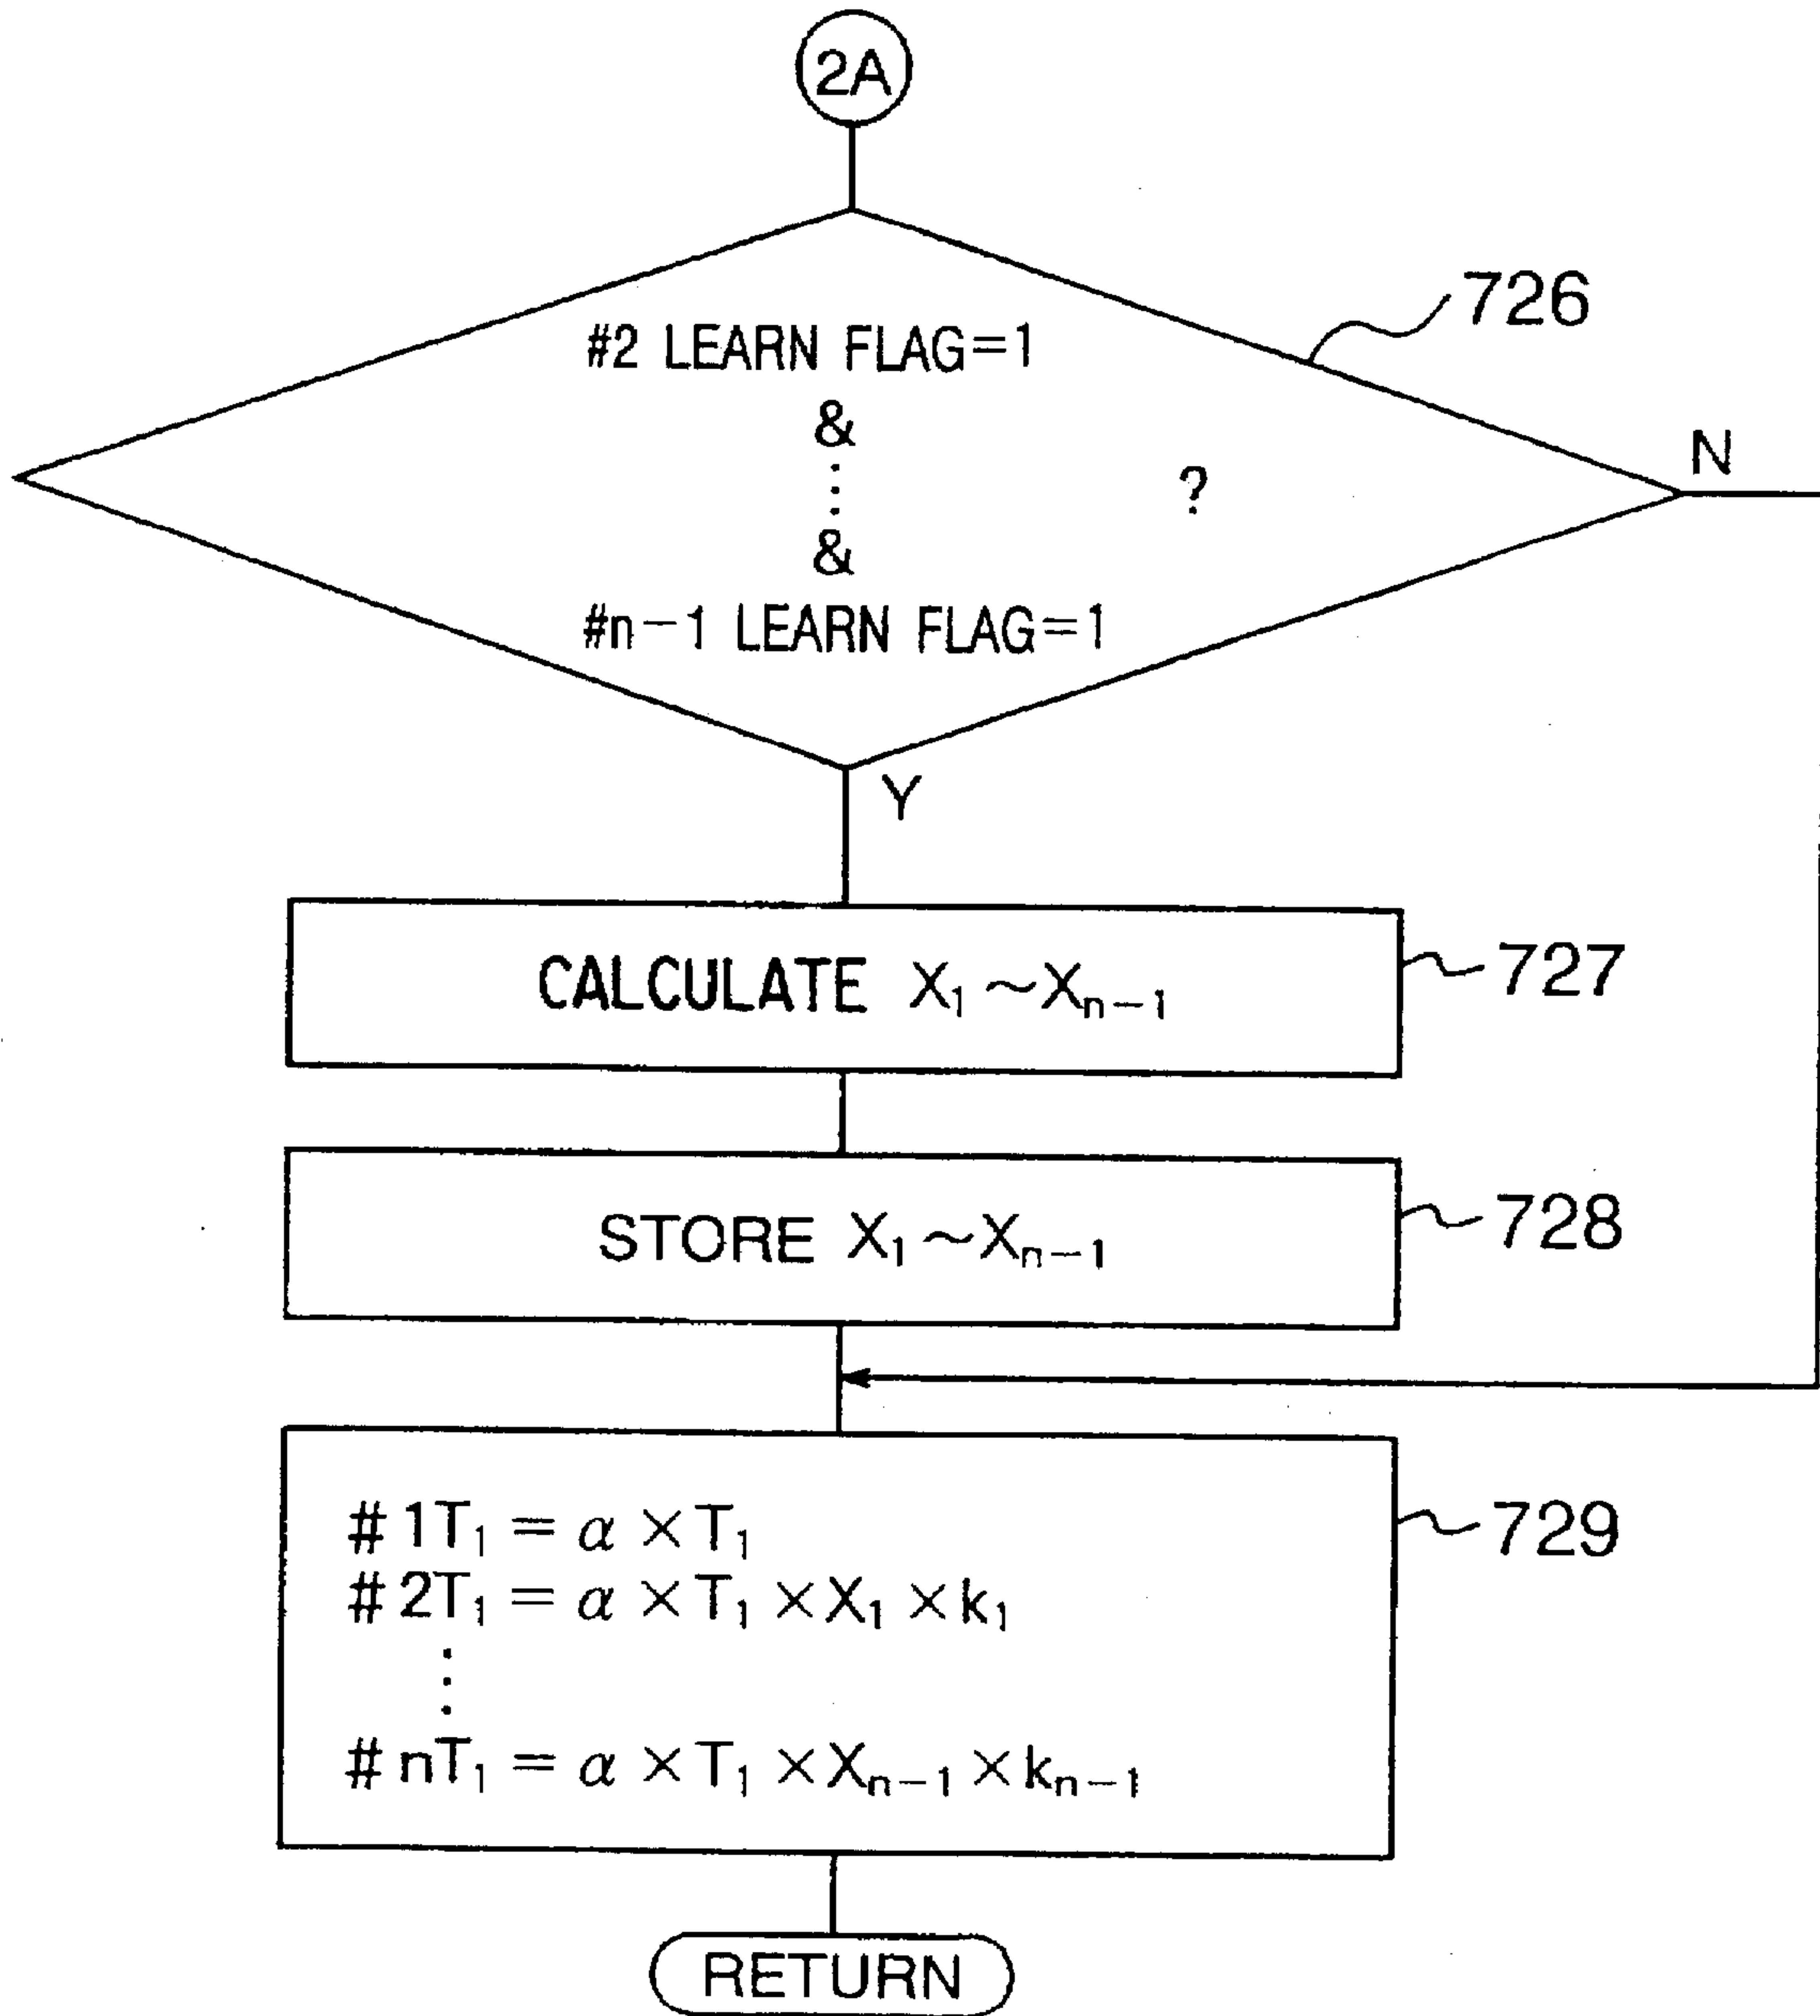 2A
726
#2 LEARN FLAG=1
&
⋮
?
N
&
#n-1 LEARN FLAG=1
Y
CALCULATE X₁~Xₙ₋₁
727
STORE X₁~Xₙ₋₁
728
#1T₁=α×T₁
729
#2T₁=α×T₁×X₁×k₁
⋮
#nT₁=α×T₁×Xₙ₋₁×kₙ₋₁
RETURN